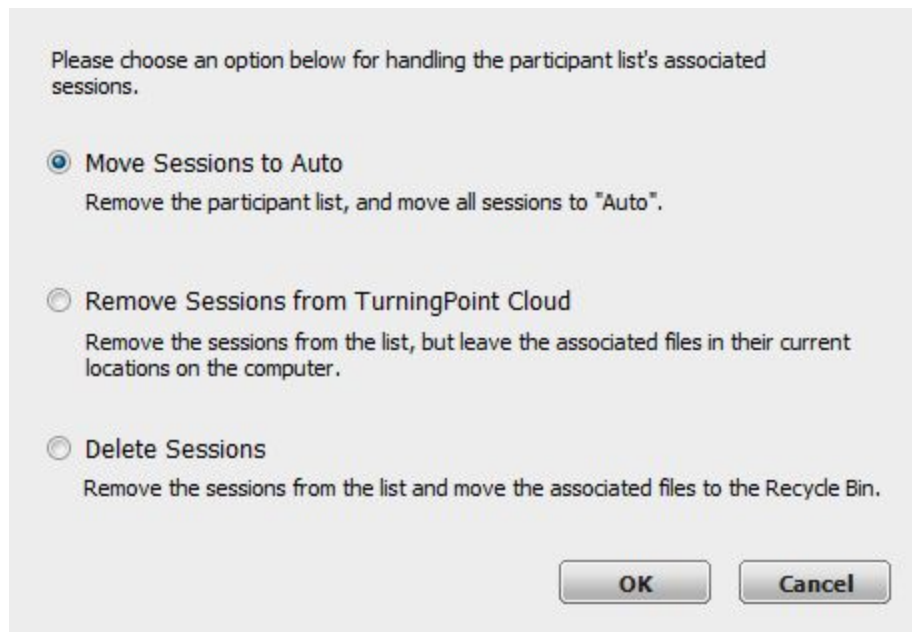 Please choose an option below for handling the participant list's associated
sessions.
Move Sessions to Auto
Remove the participant list, and move all sessions to "Auto".
Remove Sessions from TurningPoint Cloud
Remove the sessions from the list, but leave the associated files in their current
locations on the computer.
Delete Sessions
Remove the sessions from the list and move the associated files to the Recycle Bin.
OK Cancel